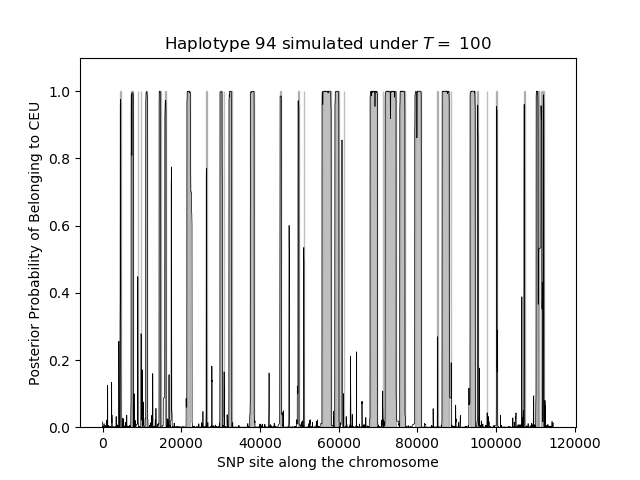 Haplotype 94 simulated under T = 100
Posterior Probability of Belonging to CEU
1.0
0.8
0.6
0.4
0.2
0.0
0 20000 40000 60000 80000 100000 120000
SNP site along the chromosome